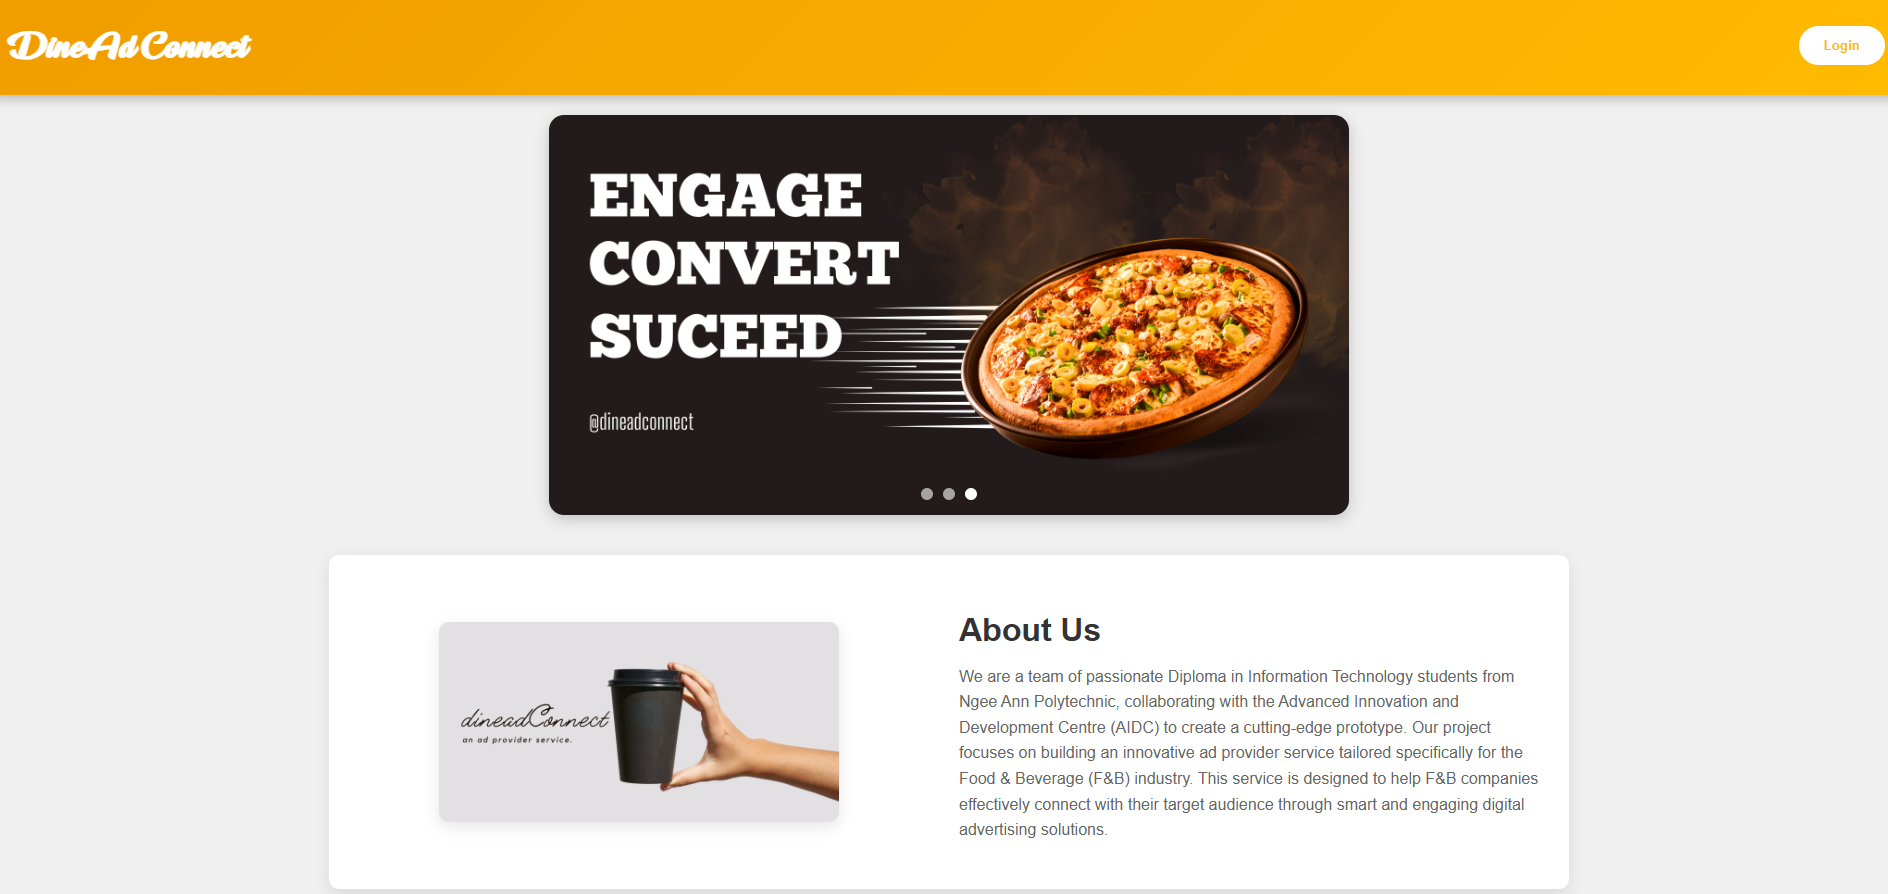 DineAd Connect
Login
ENGAGE
CONVERT
SUCEED
@dineadconnect
About Us
We are a team of passionate Diploma in Information Technology students from
Ngee Ann Polytechnic, collaborating with the Advanced Innovation and
Development Centre (AIDC) to create a cutting-edge prototype. Our project
focuses on building an innovative ad provider service tailored specifically for the
Food & Beverage (F&B) industry. This service is designed to help F&B companies
effectively connect with their target audience through smart and engaging digital
advertising solutions.
dineadConnect
an ad provider service.